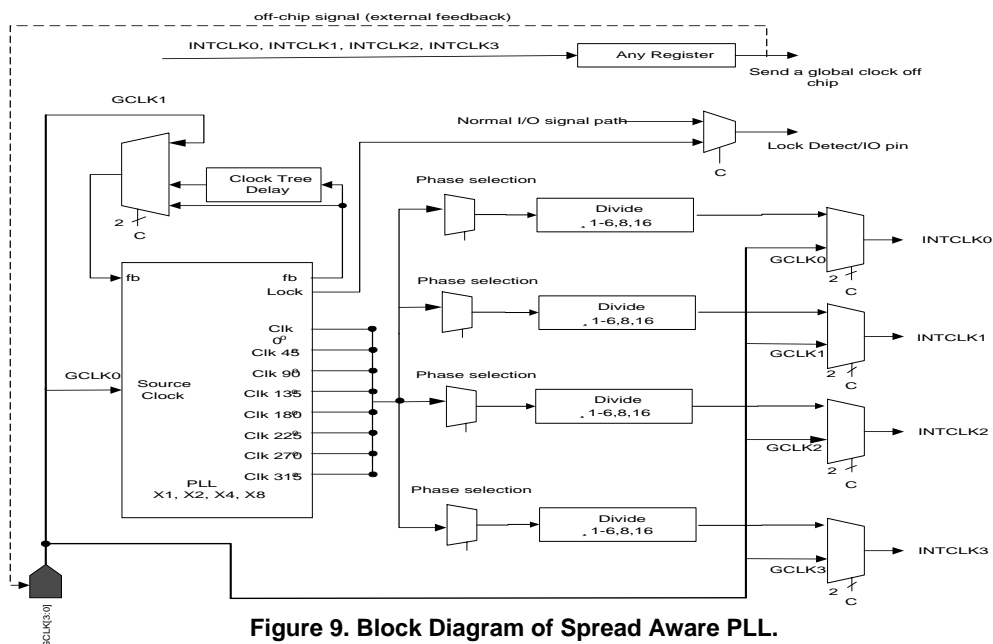 off-chip signal (external feedback)
INTCLK0, INTCLK1, INTCLK2, INTCLK3
Any Register
Send a global clock off
chip
GCLK1
Normal I/O signal path
Lock Detect/IO pin
C
Clock Tree
Delay
2
C
Phase selection
Divide
1-6,8,16
GCLK0
INTCLK0
2
C
fb
fb
Lock
Phase selection
Divide
1-6,8,16
GCLK1
INTCLK1
2
C
GCLK0
Source
Clock
Clk
0°
Clk 45°
Clk 90°
Clk 135°
Clk 180°
Clk 225°
Clk 270°
Clk 315°
PLL
X1, X2, X4, X8
Phase selection
Divide
1-6,8,16
GCLK2
INTCLK2
2
C
Phase selection
Divide
1-6,8,16
GCLK3
INTCLK3
2
C
GCLK[3:0]
Figure 9. Block Diagram of Spread Aware PLL.